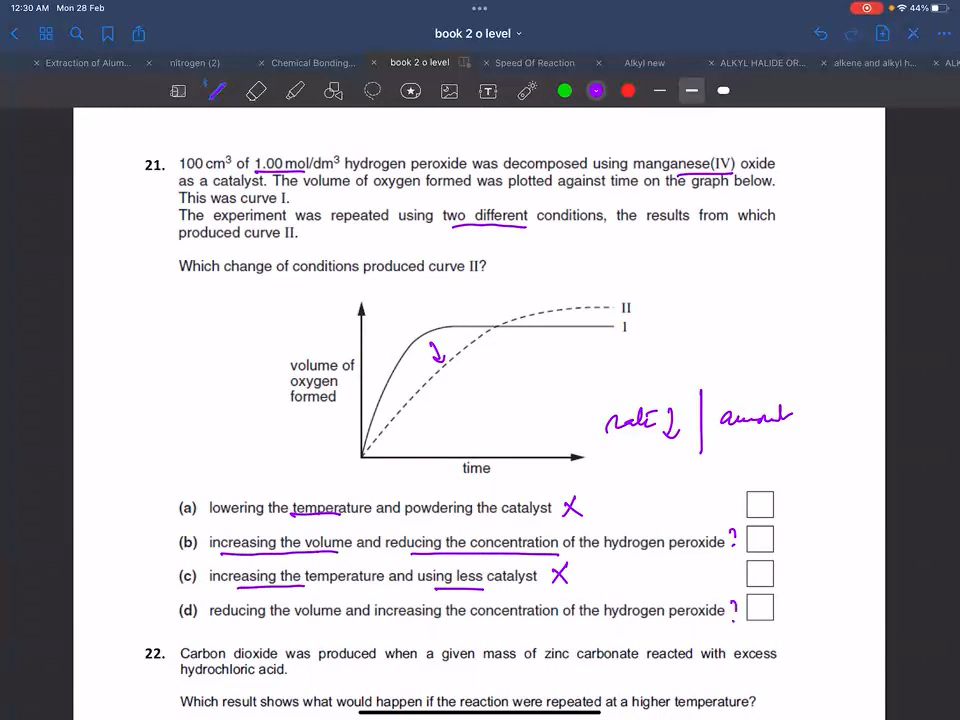 12:30 AM Mon 28 Feb
44%
book 2 o level
Extraction of Alum...
nitrogen (2)
Chemical Bonding...
book 2 o level
Speed Of Reaction
Alkyl new
ALKYL HALIDE OR...
alkene and alkyl h...
ALK
21. 100 cm³ of 1.00 mol/dm³ hydrogen peroxide was decomposed using manganese(IV) oxide
as a catalyst. The volume of oxygen formed was plotted against time on the graph below.
This was curve I.
The experiment was repeated using two different conditions, the results from which
produced curve II.
Which change of conditions produced curve II?
II
I
volume of
oxygen
formed
rate ↓ | amount
time
(a) lowering the temperature and powdering the catalyst X
(b) increasing the volume and reducing the concentration of the hydrogen peroxide ?
(c) increasing the temperature and using less catalyst X
(d) reducing the volume and increasing the concentration of the hydrogen peroxide ?
22. Carbon dioxide was produced when a given mass of zinc carbonate reacted with excess
hydrochloric acid.
Which result shows what would happen if the reaction were repeated at a higher temperature?